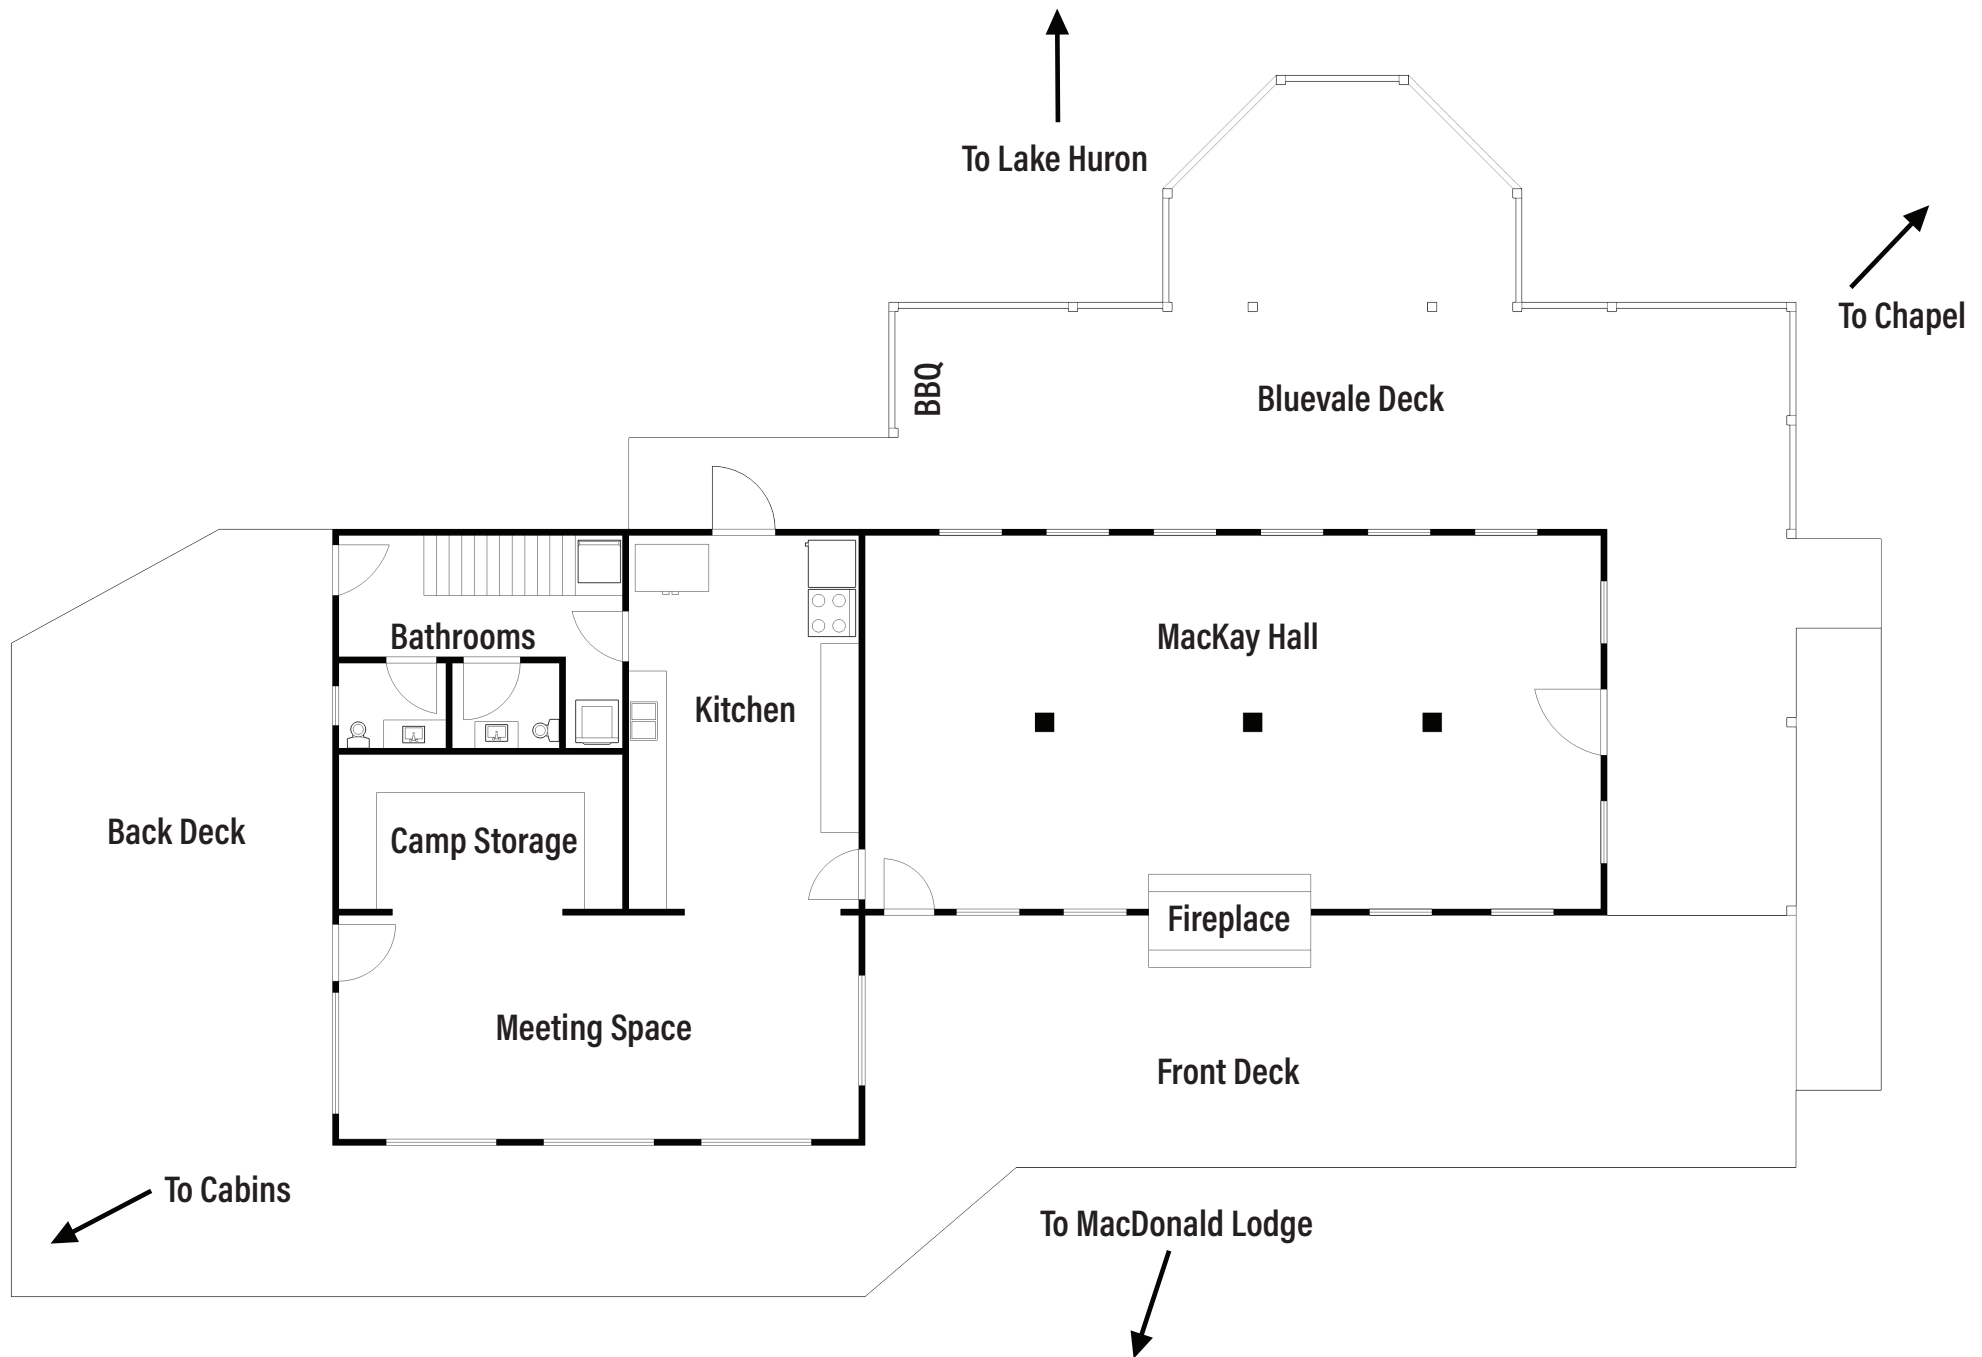 To Lake Huron
To Chapel
BBQ
Bluevale Deck
Bathrooms
MacKay Hall
Kitchen
Back Deck
Camp Storage
Fireplace
Meeting Space
Front Deck
To Cabins
To MacDonald Lodge